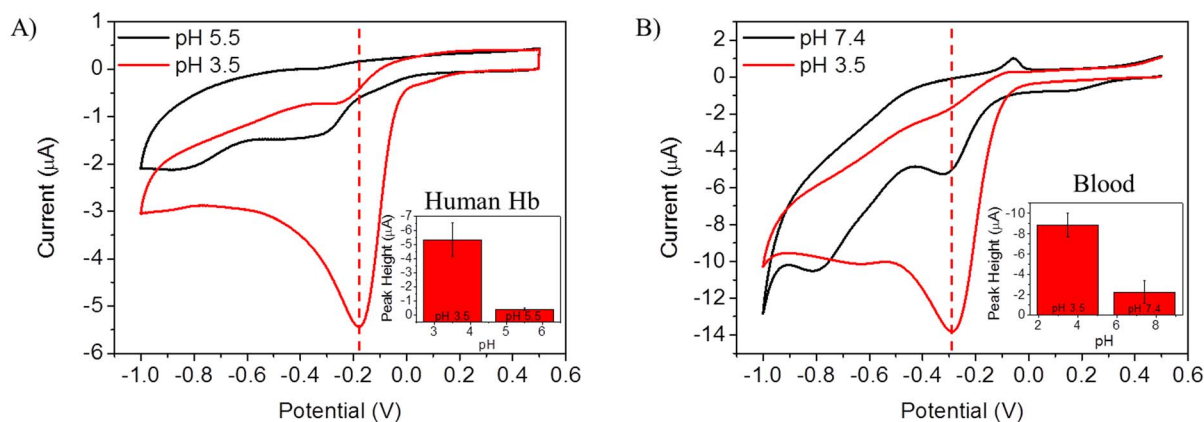 A)
pH 5.5
pH 3.5
1
0
-1
-2
-3
-4
-5
-6
Current (μA)
-1.0 -0.8 -0.6 -0.4 -0.2 0.0 0.2 0.4 0.6
Potential (V)
Human Hb
-7
-6
-5
-4
-3
-2
-1
0
Peak Height (μA)
pH 3.5 pH 5.5
3 4 5 6
pH
B)
pH 7.4
pH 3.5
2
0
-2
-4
-6
-8
-10
-12
-14
Current (μA)
-1.0 -0.8 -0.6 -0.4 -0.2 0.0 0.2 0.4 0.6
Potential (V)
Blood
-10
-8
-6
-4
-2
0
Peak Height (μA)
pH 3.5 pH 7.4
2 4 6 8
pH